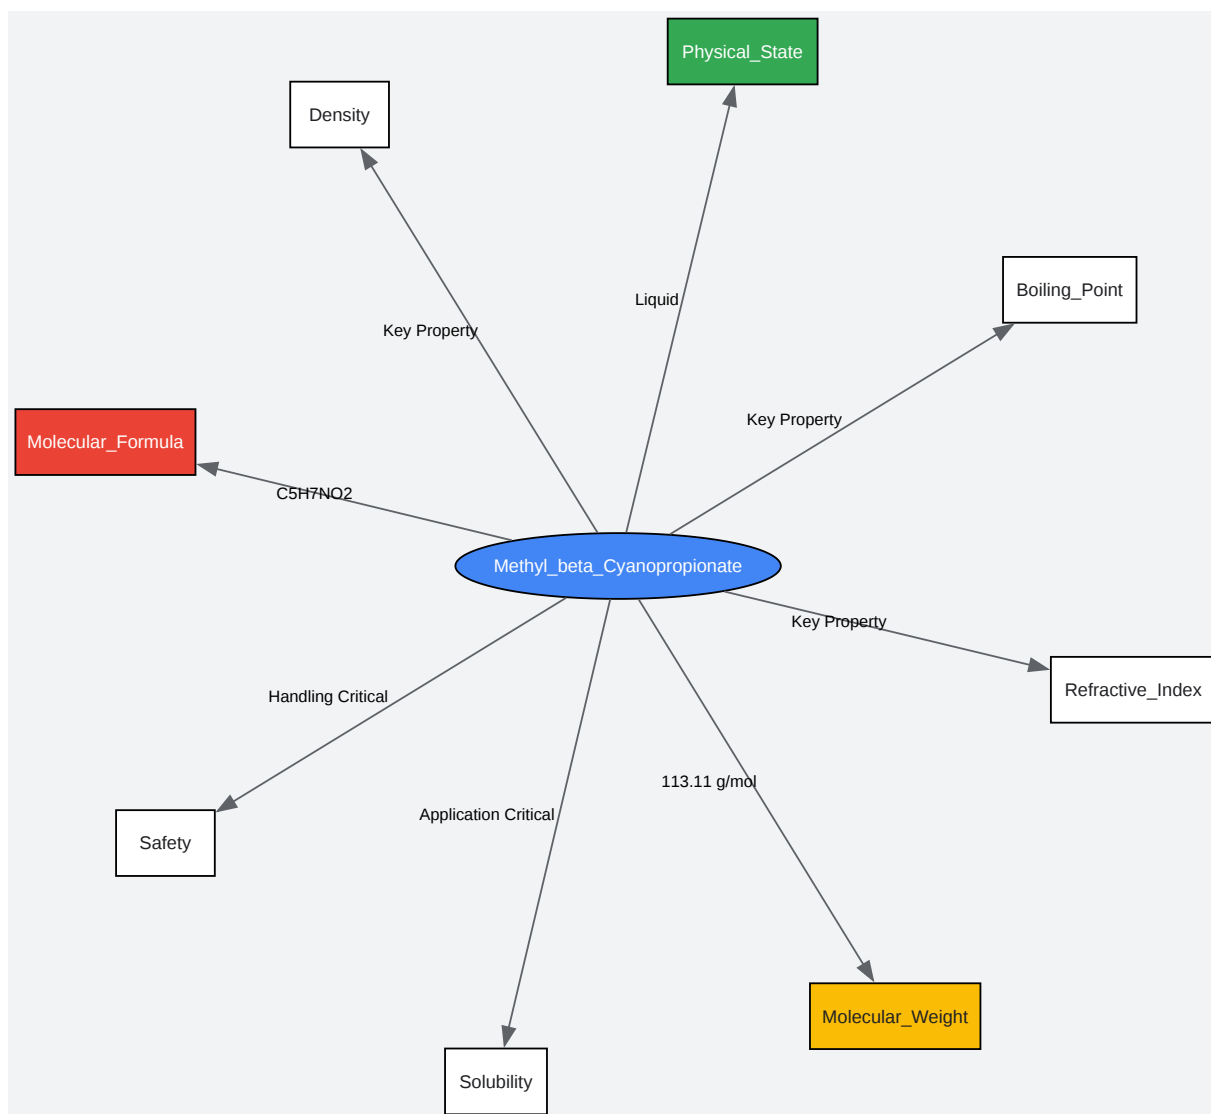 Physical_State
Density
Boiling_Point
Liquid
Key Property
Key Property
Molecular_Formula
C5H7NO2
Methyl_beta_Cyanopropionate
Key Property
Refractive_Index
Handling Critical
113.11 g/mol
Application Critical
Safety
Molecular_Weight
Solubility